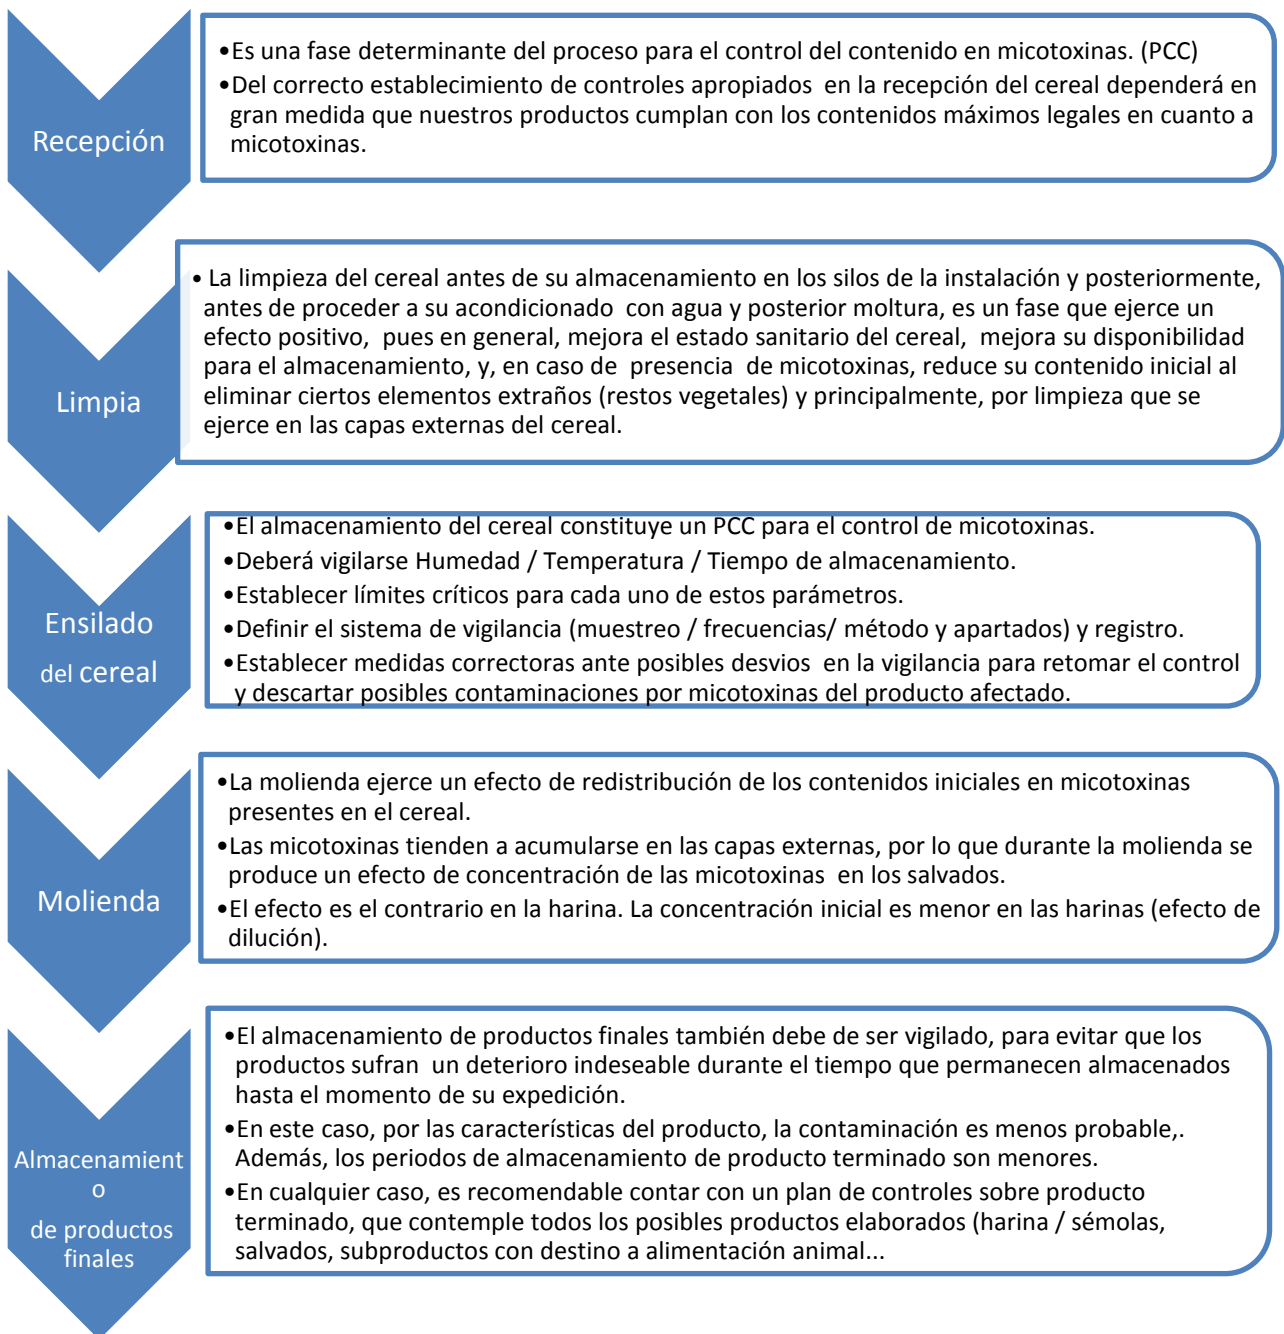 Recepción
•Es una fase determinante del proceso para el control del contenido en micotoxinas. (PCC)
•Del correcto establecimiento de controles apropiados en la recepción del cereal dependerá en
gran medida que nuestros productos cumplan con los contenidos máximos legales en cuanto a
micotoxinas.
Limpia
• La limpieza del cereal antes de su almacenamiento en los silos de la instalación y posteriormente,
antes de proceder a su acondicionado con agua y posterior moltura, es un fase que ejerce un
efecto positivo, pues en general, mejora el estado sanitario del cereal, mejora su disponibilidad
para el almacenamiento, y, en caso de presencia de micotoxinas, reduce su contenido inicial al
eliminar ciertos elementos extraños (restos vegetales) y principalmente, por limpieza que se
ejerce en las capas externas del cereal.
Ensilado
del cereal
•El almacenamiento del cereal constituye un PCC para el control de micotoxinas.
•Deberá vigilarse Humedad / Temperatura / Tiempo de almacenamiento.
•Establecer límites críticos para cada uno de estos parámetros.
•Definir el sistema de vigilancia (muestreo / frecuencias/ método y apartados) y registro.
•Establecer medidas correctoras ante posibles desvios en la vigilancia para retomar el control
y descartar posibles contaminaciones por micotoxinas del producto afectado.
Molienda
•La molienda ejerce un efecto de redistribución de los contenidos iniciales en micotoxinas
presentes en el cereal.
•Las micotoxinas tienden a acumularse en las capas externas, por lo que durante la molienda se
produce un efecto de concentración de las micotoxinas en los salvados.
•El efecto es el contrario en la harina. La concentración inicial es menor en las harinas (efecto de
dilución).
Almacenamient
o
de productos
finales
•El almacenamiento de productos finales también debe de ser vigilado, para evitar que los
productos sufran un deterioro indeseable durante el tiempo que permanecen almacenados
hasta el momento de su expedición.
•En este caso, por las características del producto, la contaminación es menos probable,.
Además, los periodos de almacenamiento de producto terminado son menores.
•En cualquier caso, es recomendable contar con un plan de controles sobre producto
terminado, que contemple todos los posibles productos elaborados (harina / sémolas,
salvados, subproductos con destino a alimentación animal...